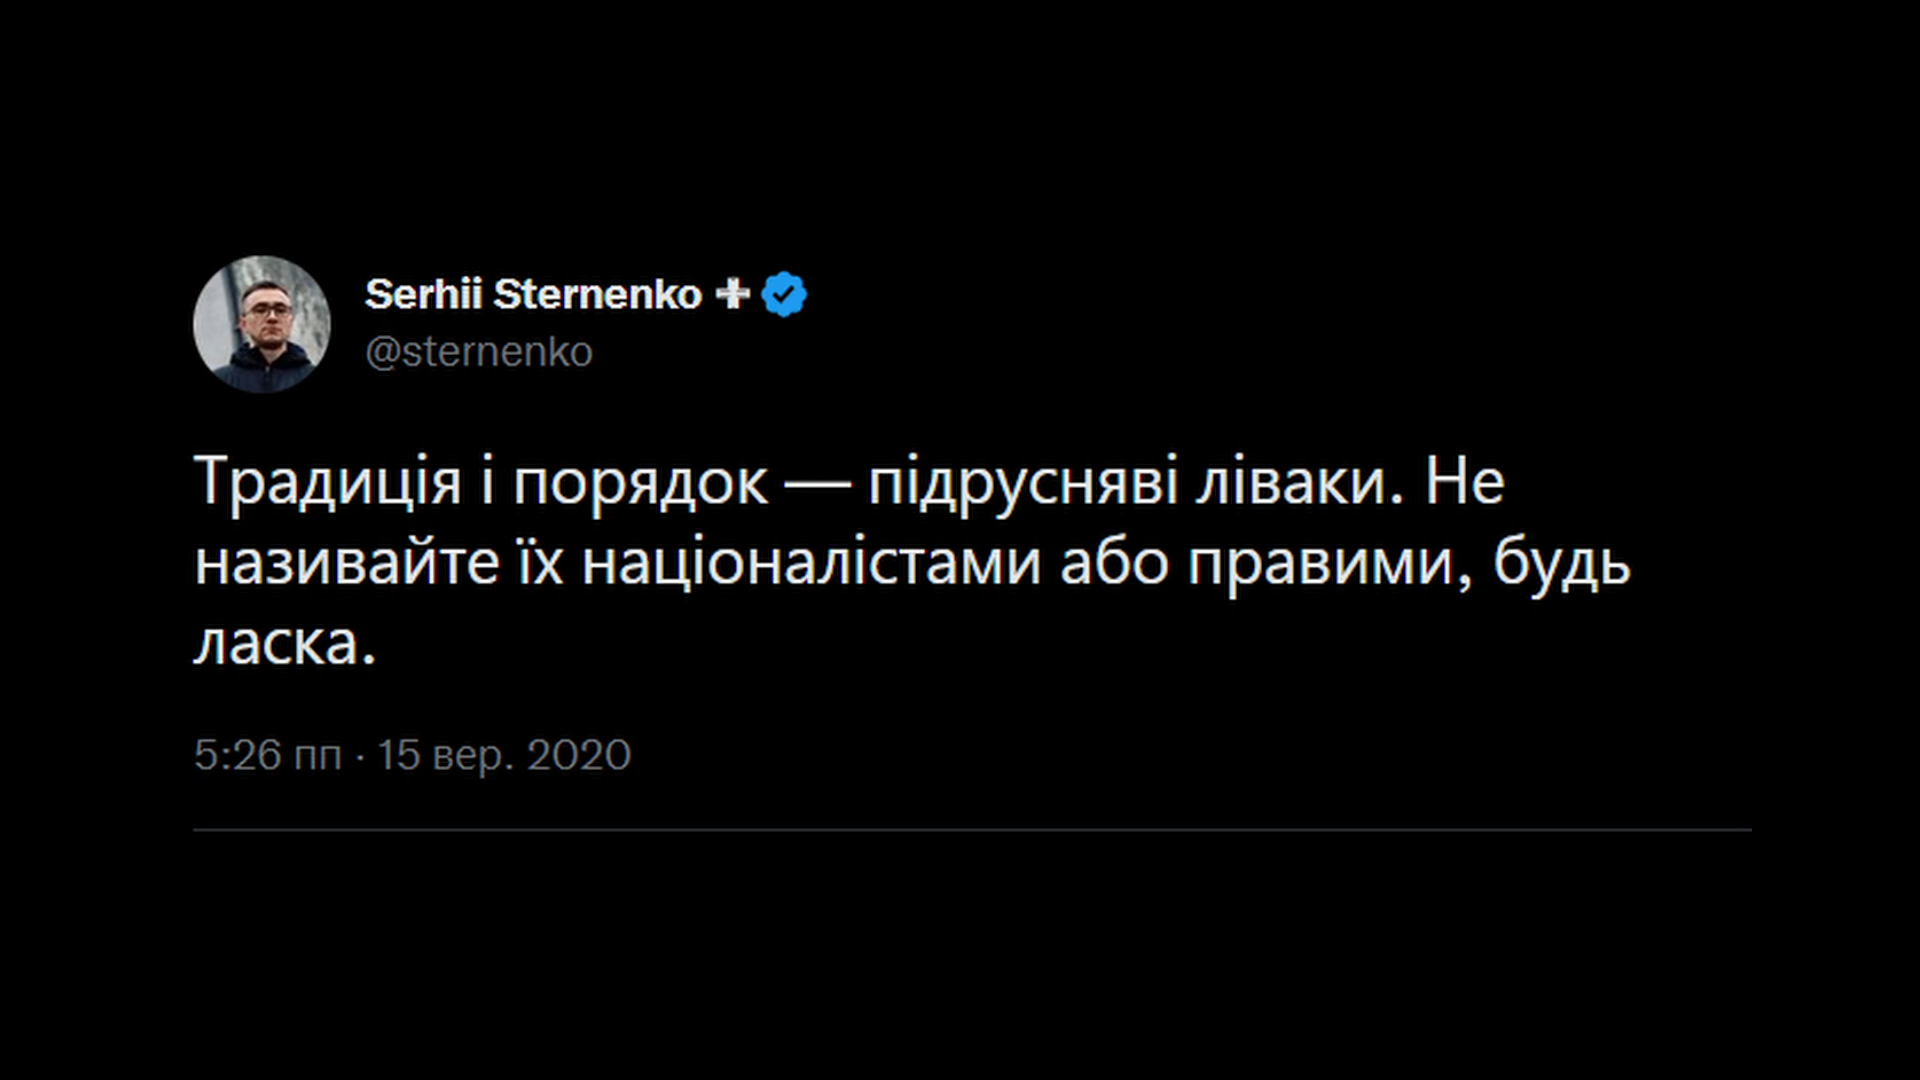 Serhii Sternenko
@sternenko
Традиція і порядок — підрусняві ліваки. Не
називайте їх націоналістами або правими, будь
ласка.
5:26 пп · 15 вер. 2020